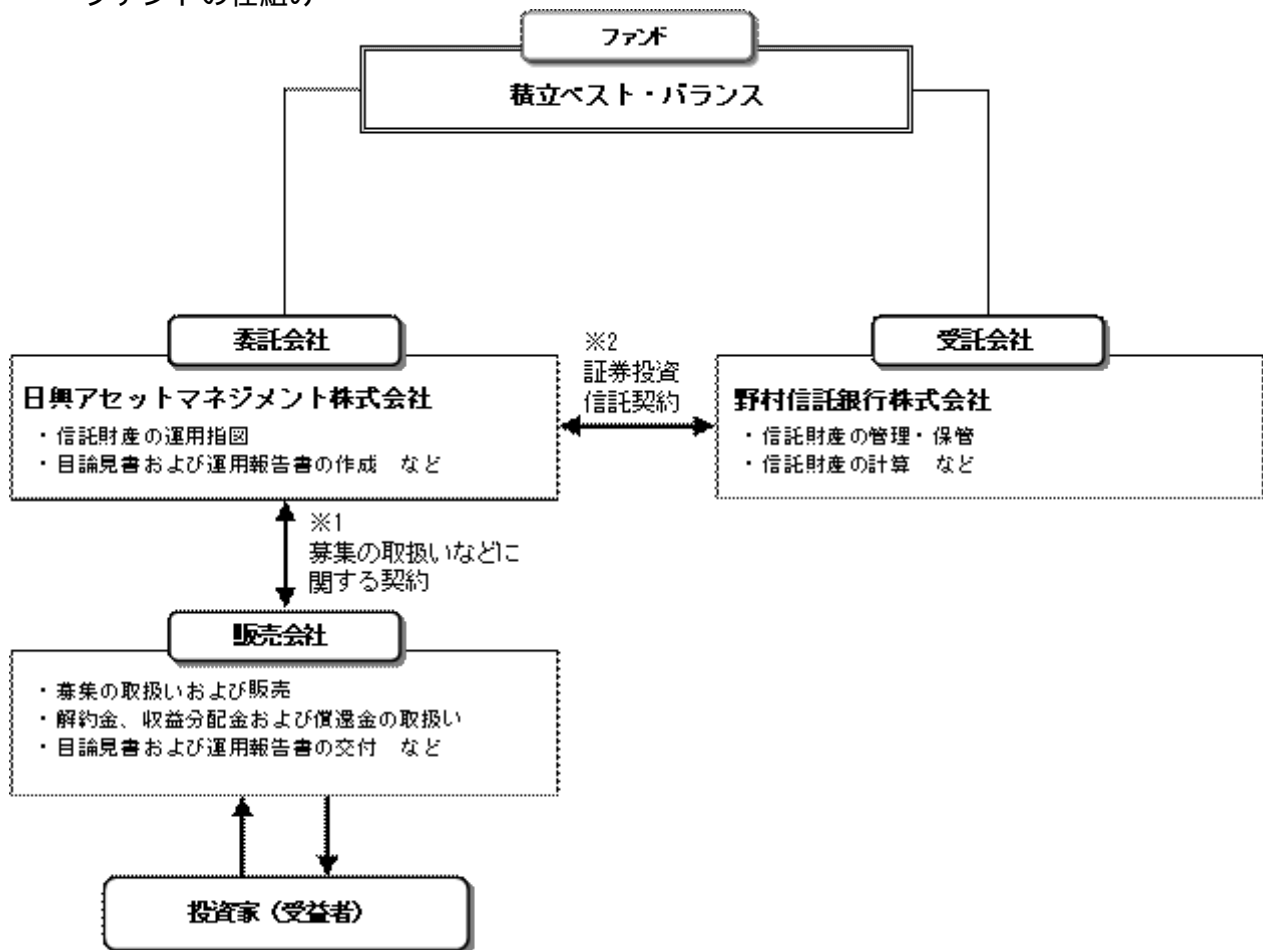 ファンドの仕組み
ファンド
積立ベスト・バランス
委託会社
日興アセットマネジメント株式会社
・信託財産の運用指図
・目論見書および運用報告書の作成 など
※2
証券投資
信託契約
受託会社
野村信託銀行株式会社
・信託財産の管理・保管
・信託財産の計算 など
※1
募集の取扱いなどに
関する契約
販売会社
・募集の取扱いおよび販売
・解約金、収益分配金および償還金の取扱い
・目論見書および運用報告書の交付 など
投資家（受益者）